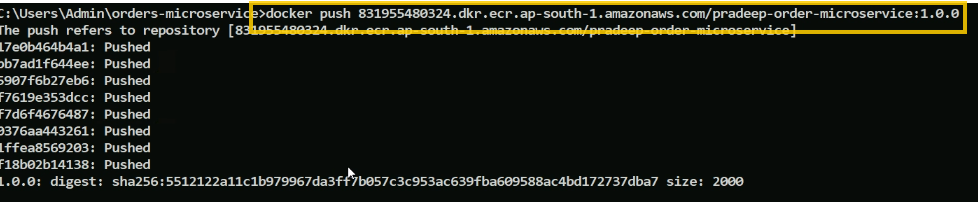 C:\Users\Admin\orders-microservice>docker push 831955480324.dkr.ecr.ap-south-1.amazonaws.com/pradeep-order-microservice:1.0.0
The push refers to repository [831955480324.dkr.ecr.ap-south-1.amazonaws.com/pradeep-order-microservice]
17e0b464b4a1: Pushed
bb7ad1f644ee: Pushed
5907f6b27eb6: Pushed
f7619e353dcc: Pushed
f7d6f4676487: Pushed
0376aa443261: Pushed
1ffea8569203: Pushed
f18b02b14138: Pushed
1.0.0: digest: sha256:5512122a11c1b979967da3ff7b057c3c953ac639fba609588ac4bd172737dba7 size: 2000